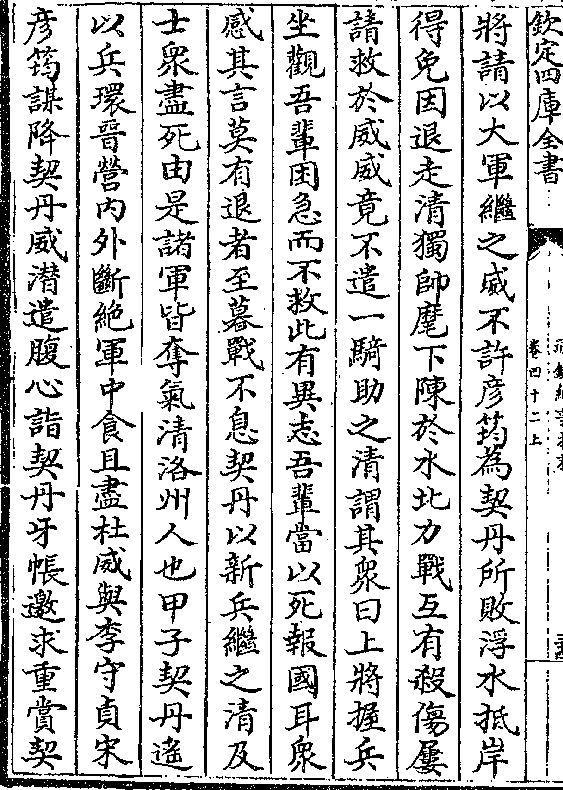 欽定四庫全書
卷四十二上
將請以大軍繼之威不許彦筠為契丹所敗浮水抵岸
得免因退走清獨帥麾下陳於水北力戰互有殺傷屢
請救於威威竟不遣一騎助之清謂其衆曰上將握兵
坐觀吾輩困急而不救此有異志吾輩當以死報國耳衆
感其言莫有退者至暮戰不息契丹以新兵繼之清及
士衆盡死由是諸軍皆奪氣清洛州人也甲子契丹遙
以兵環晉營内外斷絶軍中食且盡杜威與李守貞宋
彦筠謀降契丹威潛遣腹心詣契丹牙帳邀求重賞契